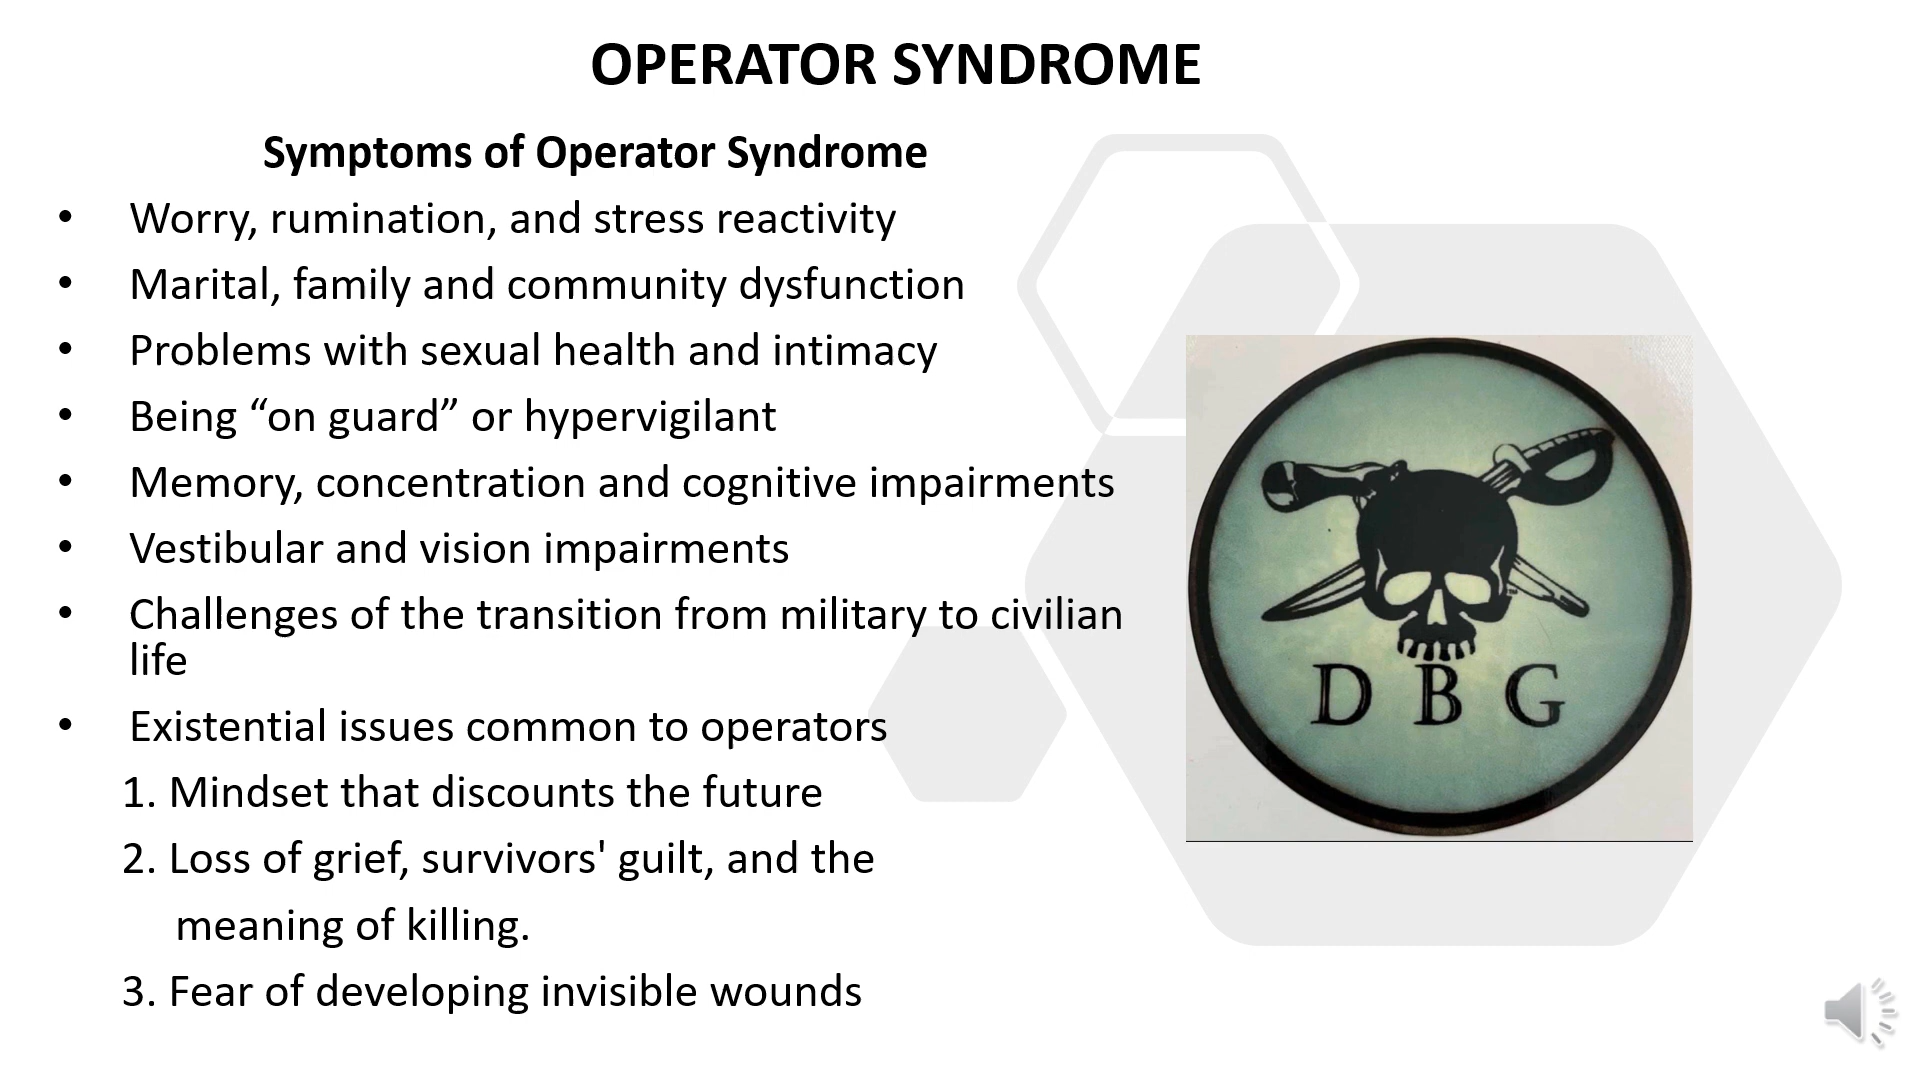 OPERATOR SYNDROME
Symptoms of Operator Syndrome
• Worry, rumination, and stress reactivity
• Marital, family and community dysfunction
• Problems with sexual health and intimacy
• Being “on guard” or hypervigilant
• Memory, concentration and cognitive impairments
• Vestibular and vision impairments
• Challenges of the transition from military to civilian
life
• Existential issues common to operators
1. Mindset that discounts the future
2. Loss of grief, survivors' guilt, and the
meaning of killing.
3. Fear of developing invisible wounds
D B G